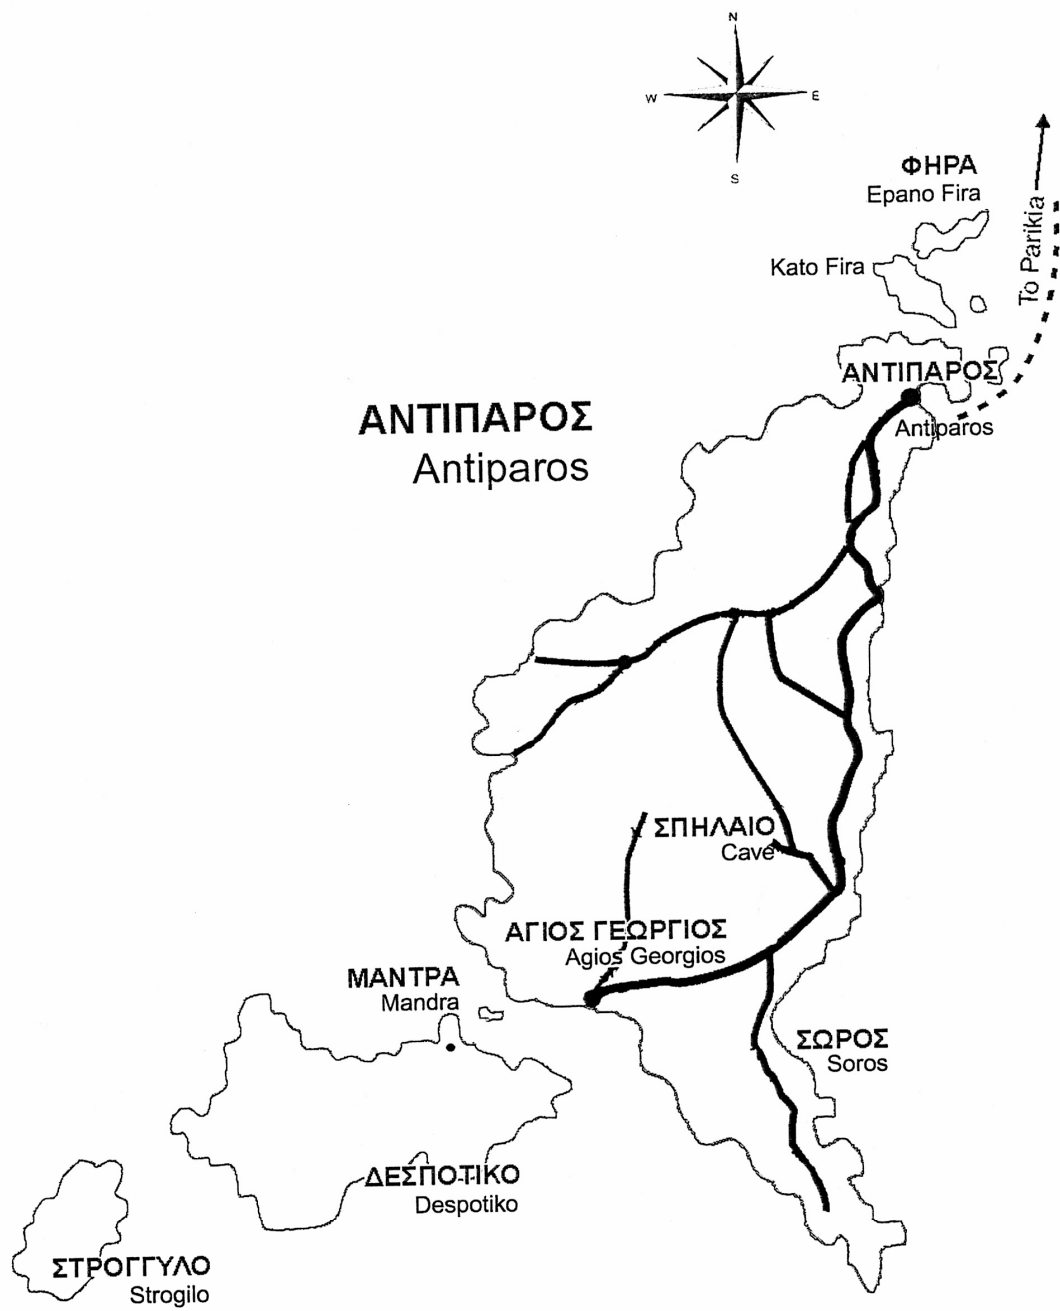 N
W E
S
ΦΗΡΑ
Epano Fira
Kato Fira
To Parikia
ΑΝΤΙΠΑΡΟΣ
Antiparos
ΑΝΤΙΠΑΡΟΣ
Antiparos
ΣΠΗΛΑΙΟ
Cave
ΑΓΙΟΣ ΓΕΩΡΓΙΟΣ
Agios Georgios
ΜΑΝΤΡΑ
Mandra
ΣΩΡΟΣ
Soros
ΔΕΣΠΟΤΙΚΟ
Despotiko
ΣΤΡΟΓΓΥΛΟ
Strogilo